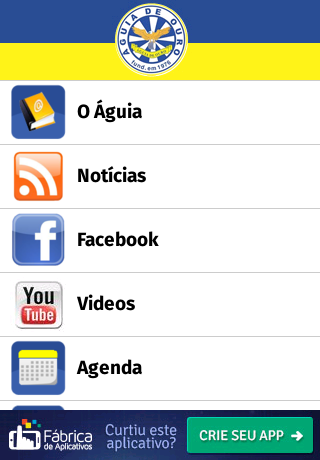 ÁGUIA DE OURO
fund. em 1976
O Águia
Notícias
Facebook
You
Tube
Videos
Agenda
Fábrica
de Aplicativos
Curtiu este
aplicativo?
CRIE SEU APP